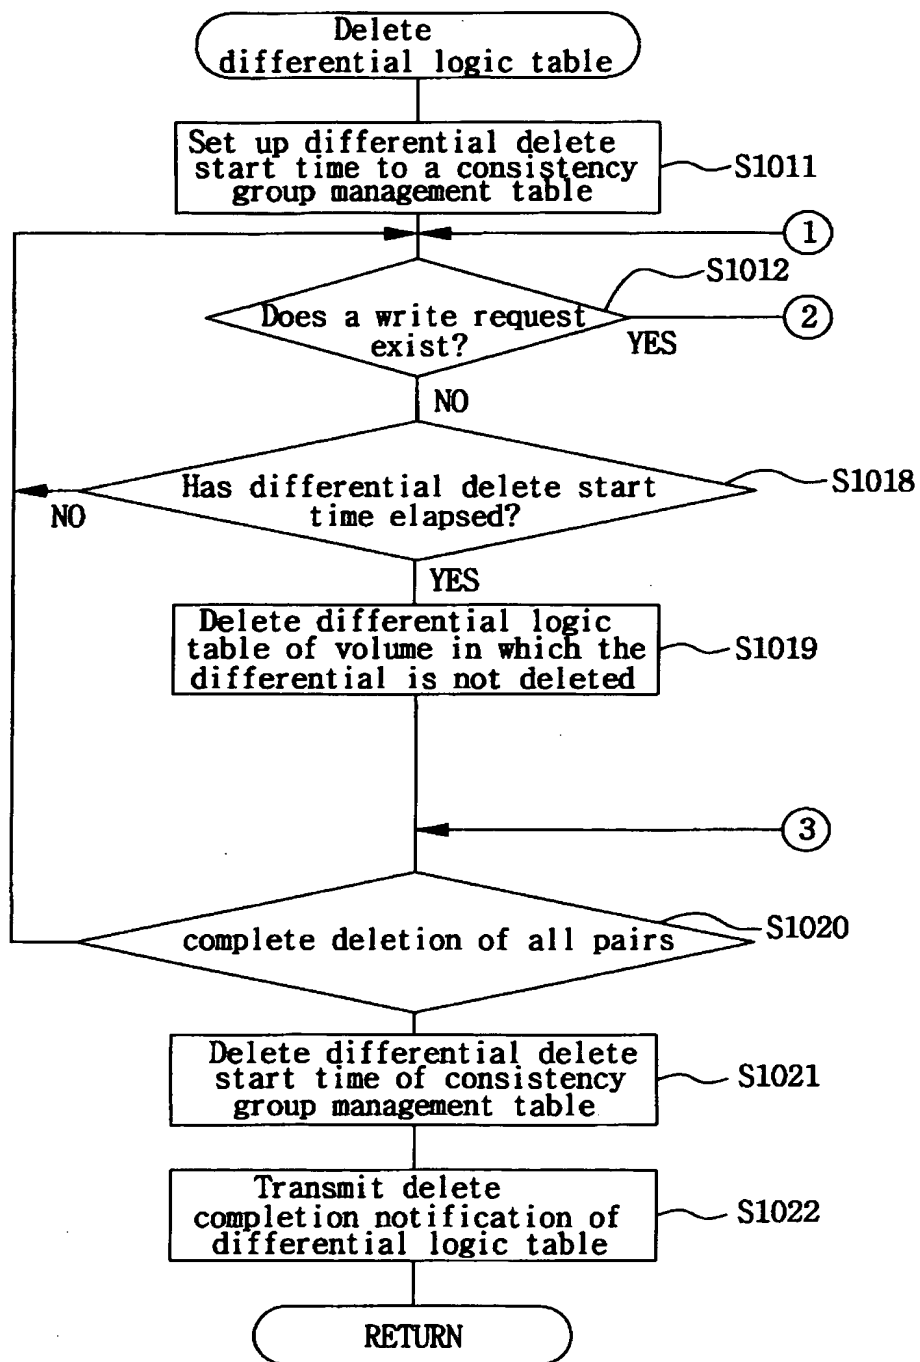 Delete
differential logic table
Set up differential delete
start time to a consistency
group management table
S1011
1
S1012
Does a write request
exist?
2
YES
NO
Has differential delete start
time elapsed?
S1018
NO
YES
Delete differential logic
table of volume in which the
differential is not deleted
S1019
3
complete deletion of all pairs
S1020
Delete differential delete
start time of consistency
group management table
S1021
Transmit delete
completion notification of
differential logic table
S1022
RETURN